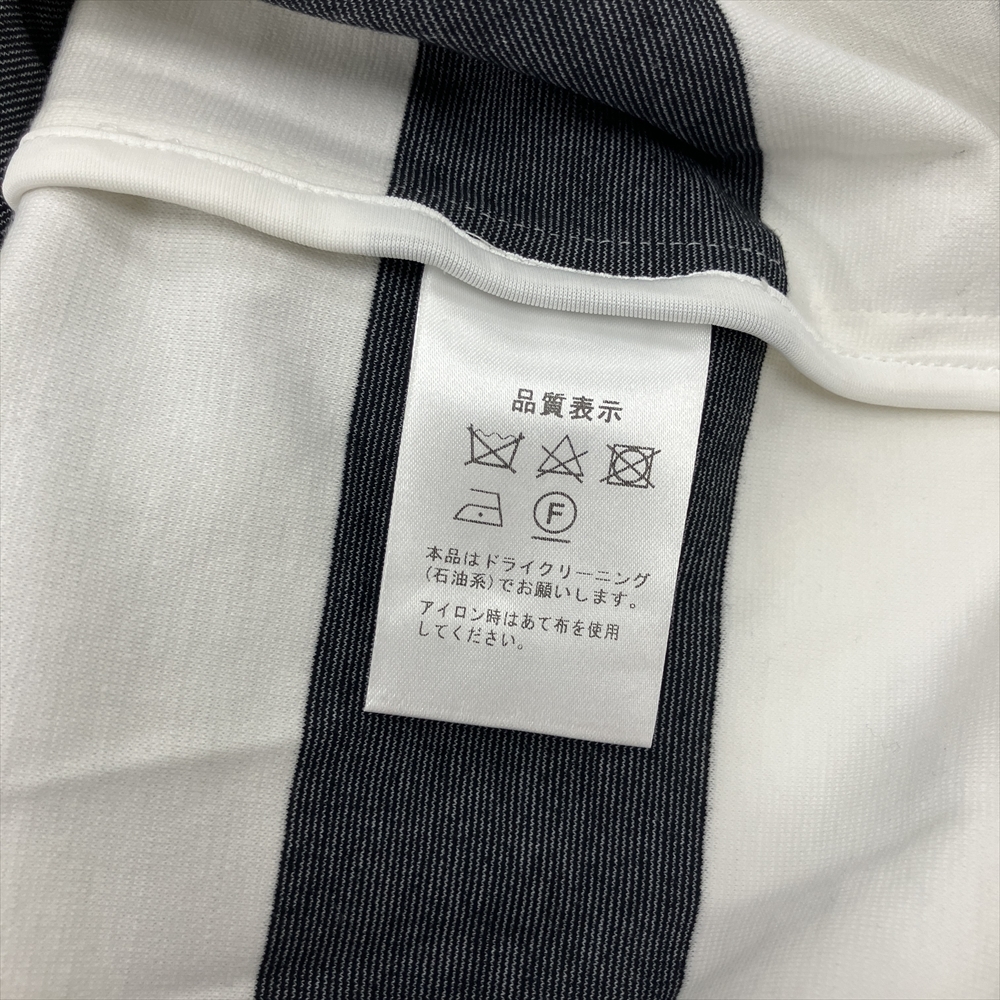 品質表示
F
本品はドライクリーニング
(石油系)でお願いします。
アイロン時はあて布を使用
してください。